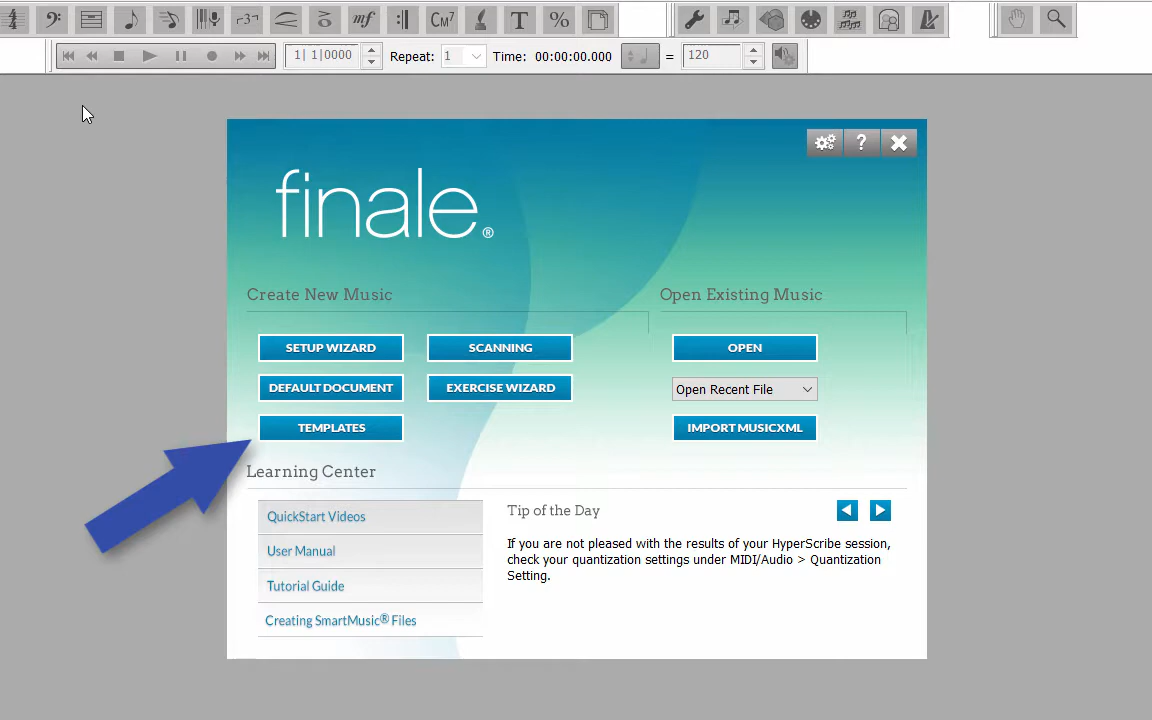 3 mf CM7 T %
1| 1|0000 Repeat: 1 Time: 00:00:00.000 = 120
?
finale®
Create New Music
Open Existing Music
SETUP WIZARD
SCANNING
OPEN
DEFAULT DOCUMENT
EXERCISE WIZARD
Open Recent File
TEMPLATES
IMPORT MUSICXML
Learning Center
QuickStart Videos
User Manual
Tutorial Guide
Creating SmartMusic® Files
Tip of the Day
If you are not pleased with the results of your HyperScribe session,
check your quantization settings under MIDI/Audio > Quantization
Setting.